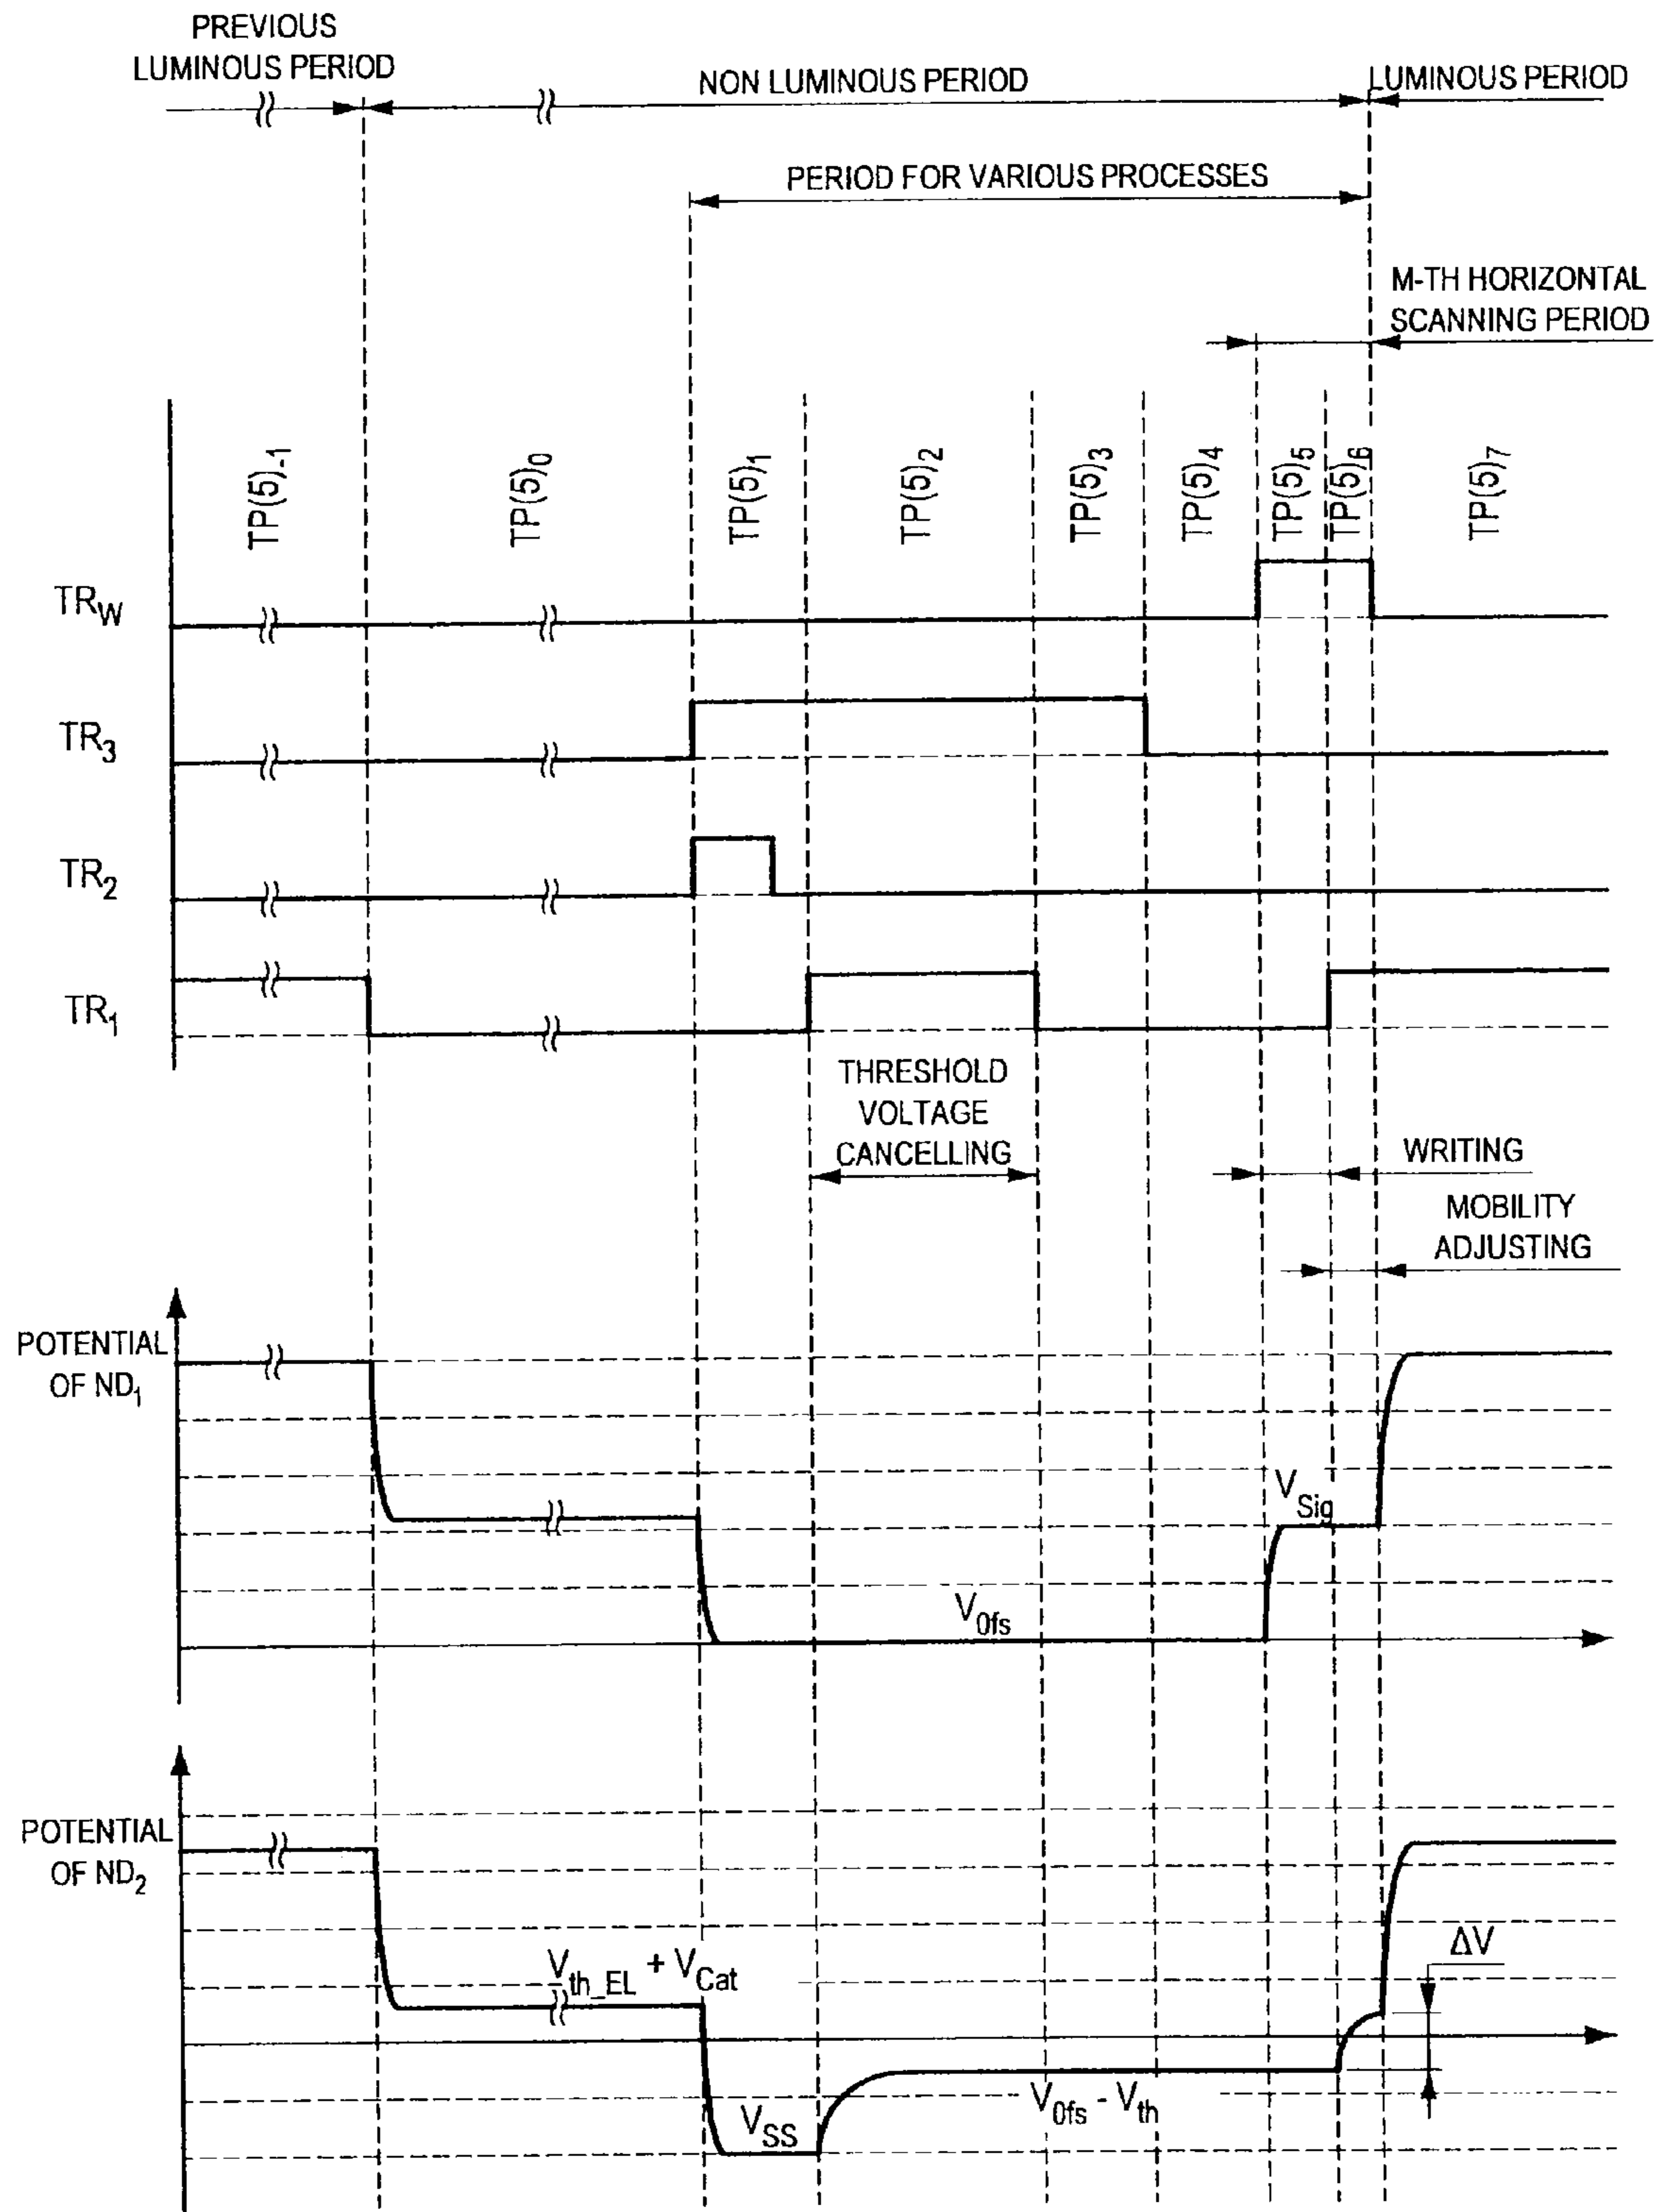 PREVIOUS
LUMINOUS PERIOD
NON LUMINOUS PERIOD
LUMINOUS PERIOD
PERIOD FOR VARIOUS PROCESSES
M-TH HORIZONTAL
SCANNING PERIOD
TP(5)-1
TP(5)0
TP(5)1
TP(5)2
TP(5)3
TP(5)4
TP(5)5
TP(5)6
TP(5)7
TRW
TR3
TR2
TR1
THRESHOLD
VOLTAGE
CANCELLING
WRITING
MOBILITY
ADJUSTING
POTENTIAL
OF ND1
VSig
V0fs
POTENTIAL
OF ND2
Vth_EL + VCat
ΔV
VSS
V0fs - Vth